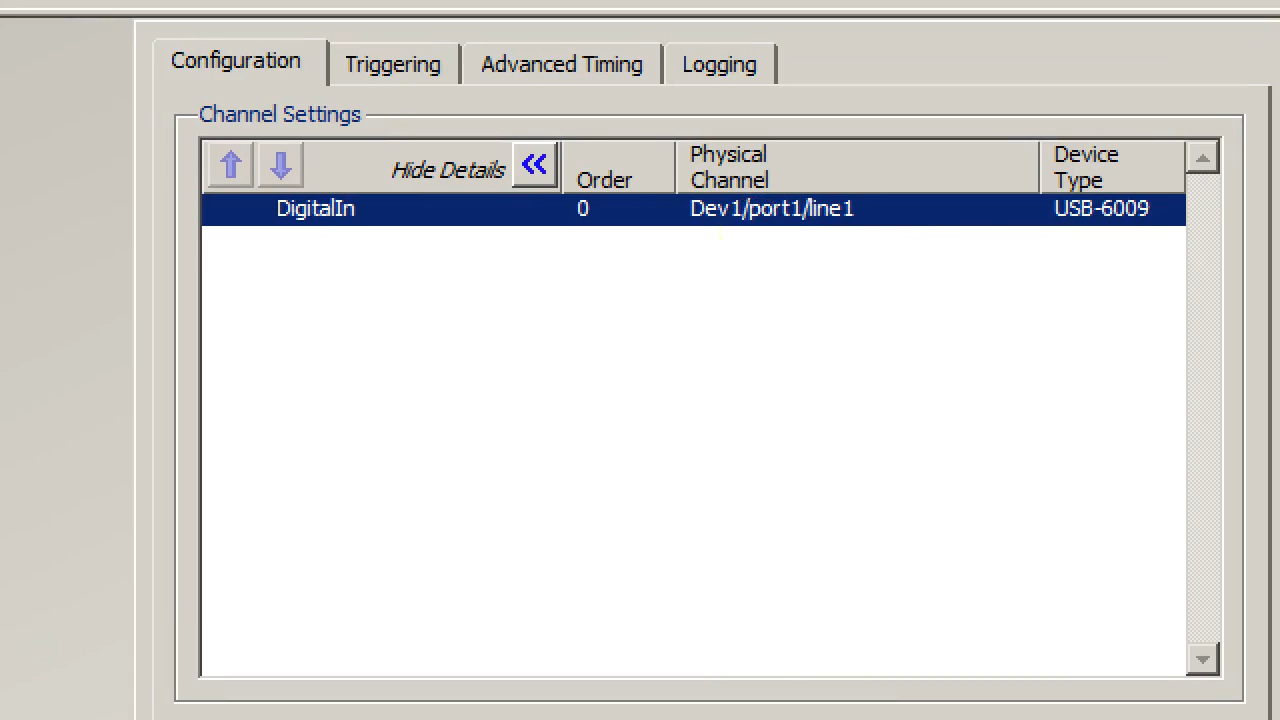 Configuration Triggering Advanced Timing Logging
Channel Settings
Hide Details Order Physical Channel Device Type
DigitalIn 0 Dev1/port1/line1 USB-6009